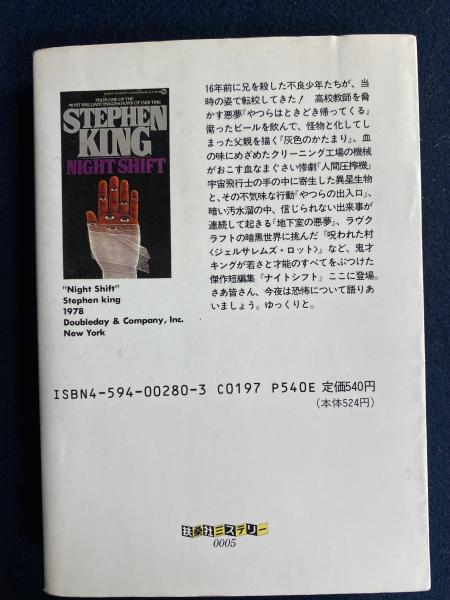 FROM ONE OF THE
MOST BRILLIANT IMAGINATIONS OF OUR TIME
STEPHEN
KING
NIGHT SHIFT
"Night Shift"
Stephen king
1978
Doubleday & Company, Inc.
New York
16年前に兄を殺した不良少年たちが、当
時の姿で転校してきた! 高校教師を脅
かす悪夢『やつらはときどき帰ってくる』
腐ったビールを飲んで、怪物と化してし
まった父親を描く『灰色のかたまり』、血
の味にめざめたクリーニング工場の機械
がおこす血なまぐさい惨劇『人間圧搾機』
宇宙飛行士の手の中に寄生した異星生物
と、その不気味な行動『やつらの出入口』、
暗い汚水溜の中、信じられない出来事が
連続して起きる『地下室の悪夢』、ラヴク
ラフトの暗黒世界に挑んだ『呪われた村
〈ジェルサレムズ・ロット〉』など、鬼才
キングが若さと才能のすべてをぶつけた
傑作短編集『ナイトシフト』ここに登場。
さあ皆さん、今夜は恐怖について語りあ
いましょう。ゆっくりと。
ISBN4-594-00280-3 C0197 P540E 定価540円
(本体524円)
扶桑社ミステリー
0005